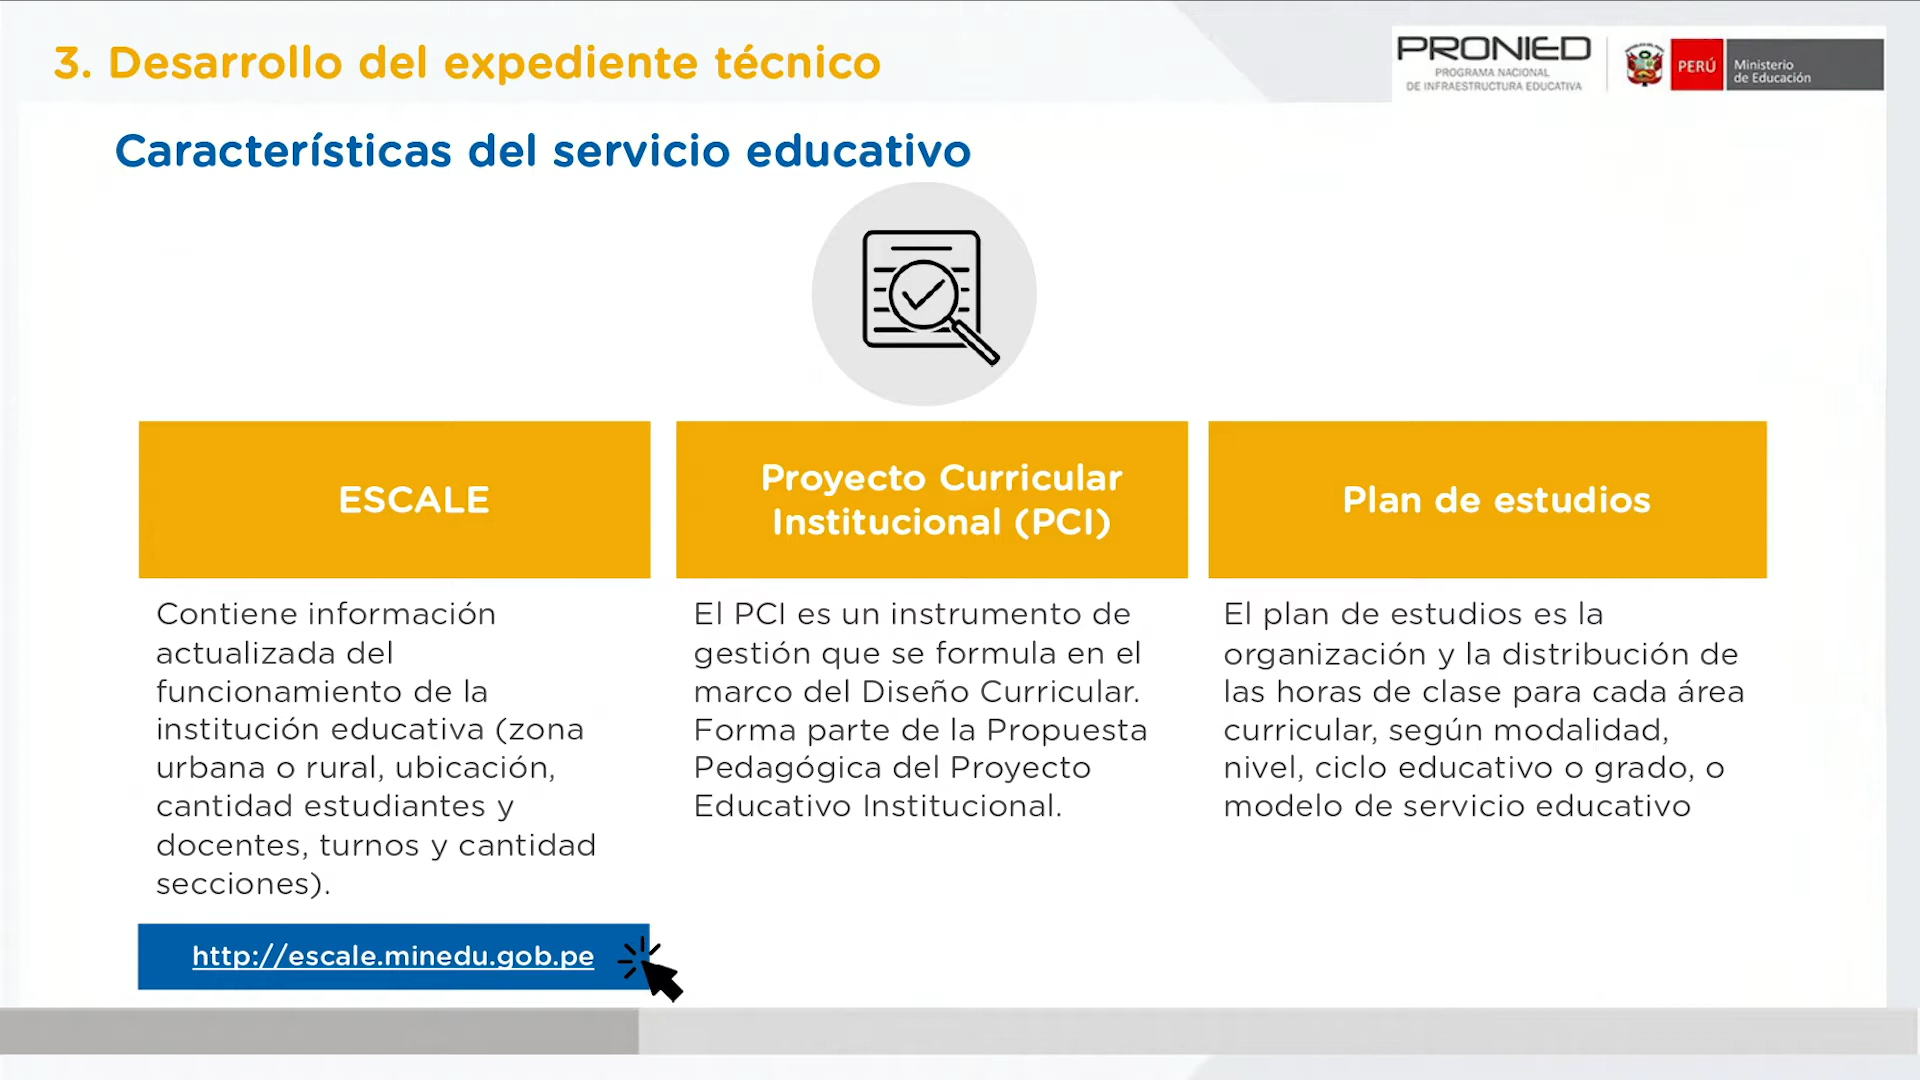 3. Desarrollo del expediente técnico
PRONIED
PROGRAMA NACIONAL
DE INFRAESTRUCTURA EDUCATIVA
PERÚ
Ministerio
de Educación
Características del servicio educativo
ESCALE
Contiene información
actualizada del
funcionamiento de la
institución educativa (zona
urbana o rural, ubicación,
cantidad estudiantes y
docentes, turnos y cantidad
secciones).
http://escale.minedu.gob.pe
Proyecto Curricular
Institucional (PCI)
El PCI es un instrumento de
gestión que se formula en el
marco del Diseño Curricular.
Forma parte de la Propuesta
Pedagógica del Proyecto
Educativo Institucional.
Plan de estudios
El plan de estudios es la
organización y la distribución de
las horas de clase para cada área
curricular, según modalidad,
nivel, ciclo educativo o grado, o
modelo de servicio educativo